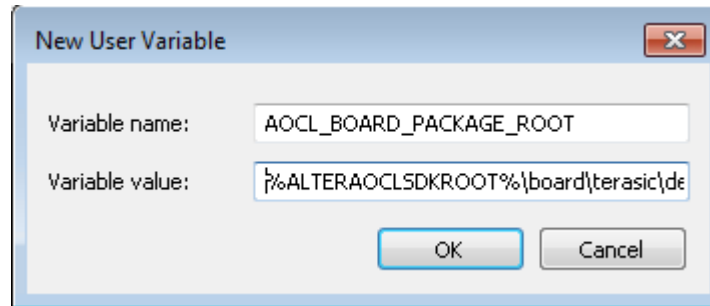 New User Variable
Variable name: AOCL_BOARD_PACKAGE_ROOT
Variable value: %ALTERAOCLSDKROOT%\board\terasic\de
OK Cancel